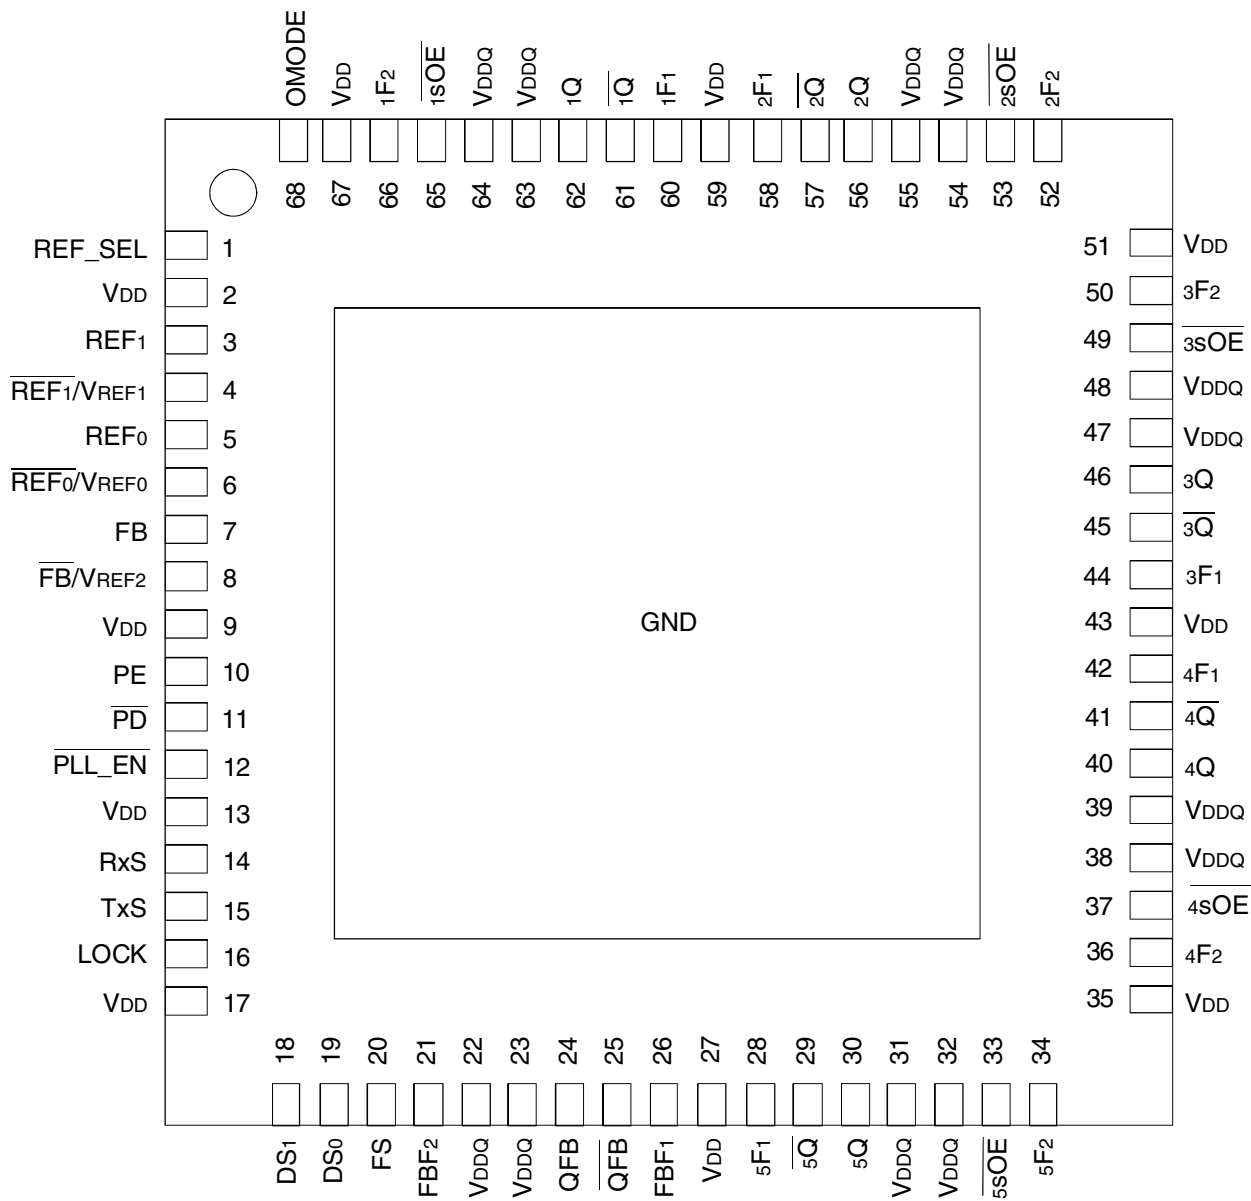 OMODE
VDD
1F2
1sOE
VDDQ
VDDQ
1Q
1Q
1F1
VDD
2F1
2Q
2Q
VDDQ
VDDQ
2sOE
2F2
68 67 66 65 64 63 62 61 60 59 58 57 56 55 54 53 52
REF_SEL 1
VDD 2
REF1 3
REF1/VREF1 4
REF0 5
REF0/VREF0 6
FB 7
FB/VREF2 8
VDD 9
PE 10
PD 11
PLL_EN 12
VDD 13
RxS 14
TxS 15
LOCK 16
VDD 17
GND
51 VDD
50 3F2
49 3sOE
48 VDDQ
47 VDDQ
46 3Q
45 3Q
44 3F1
43 VDD
42 4F1
41 4Q
40 4Q
39 VDDQ
38 VDDQ
37 4sOE
36 4F2
35 VDD
18 19 20 21 22 23 24 25 26 27 28 29 30 31 32 33 34
DS1
DS0
FS
FBF2
VDDQ
VDDQ
QFB
QFB
FBF1
VDD
5F1
5Q
5Q
VDDQ
VDDQ
5sOE
5F2